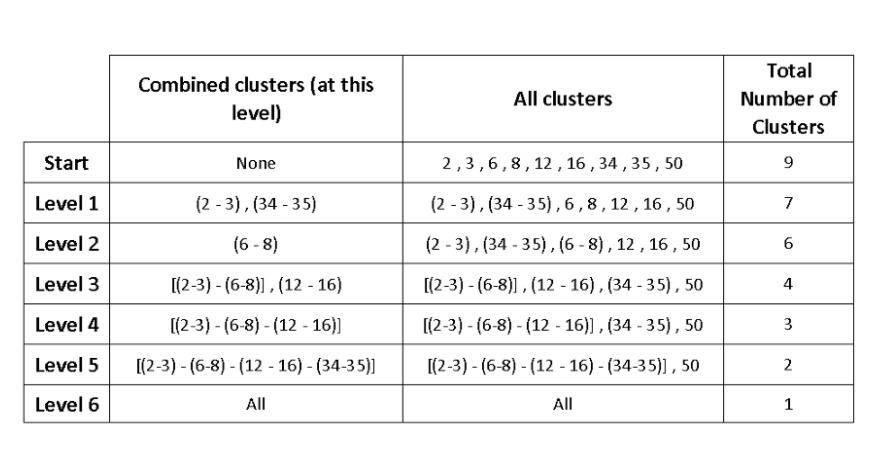 Combined clusters (at this
level)
All clusters
Total
Number of
Clusters
Start
None
2 , 3 , 6 , 8 , 12 , 16 , 34 , 35 , 50
9
Level 1
(2 - 3) , (34 - 35)
(2 - 3) , (34 - 35) , 6 , 8 , 12 , 16 , 50
7
Level 2
(6 - 8)
(2 - 3) , (34 - 35) , (6 - 8) , 12 , 16 , 50
6
Level 3
[(2-3) - (6-8)] , (12 - 16)
[(2-3) - (6-8)] , (12 - 16) , (34 - 35) , 50
4
Level 4
[(2-3) - (6-8) - (12 - 16)]
[(2-3) - (6-8) - (12 - 16)] , (34 - 35) , 50
3
Level 5
[(2-3) - (6-8) - (12 - 16) - (34-35)]
[(2-3) - (6-8) - (12 - 16) - (34-35)] , 50
2
Level 6
All
All
1